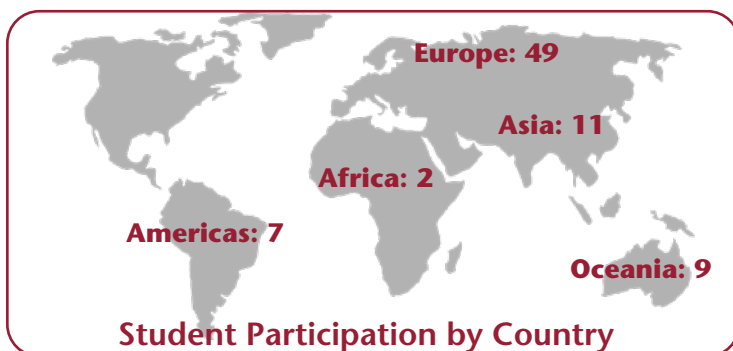 Europe: 49
Asia: 11
Africa: 2
Americas: 7
Oceania: 9
Student Participation by Country